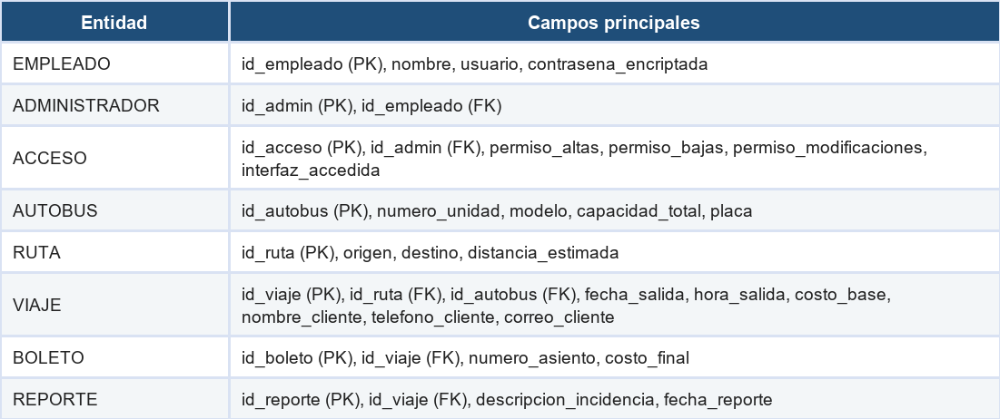 Entidad Campos principales
EMPLEADO id_empleado (PK), nombre, usuario, contrasena_encriptada
ADMINISTRADOR id_admin (PK), id_empleado (FK)
ACCESO id_acceso (PK), id_admin (FK), permiso_altas, permiso_bajas, permiso_modificaciones,
interfaz_accedida
AUTOBUS id_autobus (PK), numero_unidad, modelo, capacidad_total, placa
RUTA id_ruta (PK), origen, destino, distancia_estimada
VIAJE id_viaje (PK), id_ruta (FK), id_autobus (FK), fecha_salida, hora_salida, costo_base,
nombre_cliente, telefono_cliente, correo_cliente
BOLETO id_boleto (PK), id_viaje (FK), numero_asiento, costo_final
REPORTE id_reporte (PK), id_viaje (FK), descripcion_incidencia, fecha_reporte